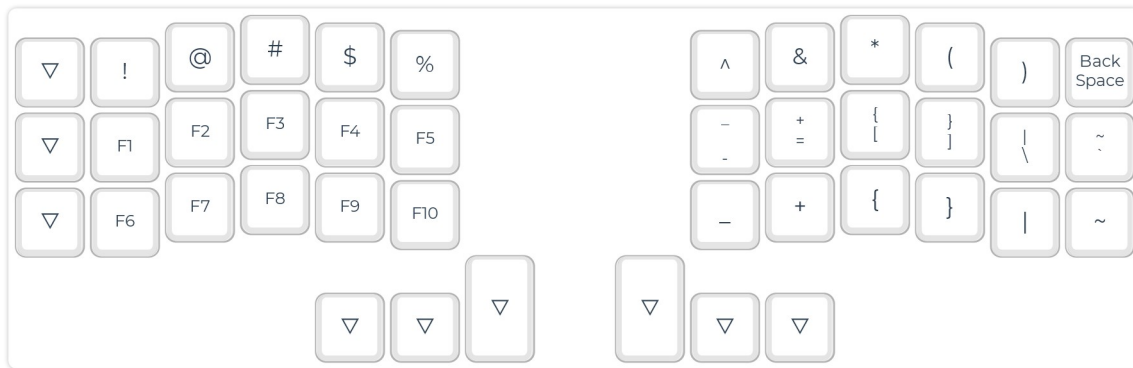 ▽ ! @ # $ % ^ & * ( ) Back Space
▽ F1 F2 F3 F4 F5 _ - + = { [ } ] | \ ~ `
▽ F6 F7 F8 F9 F10 _ + { } | ~
▽ ▽ ▽ ▽ ▽ ▽